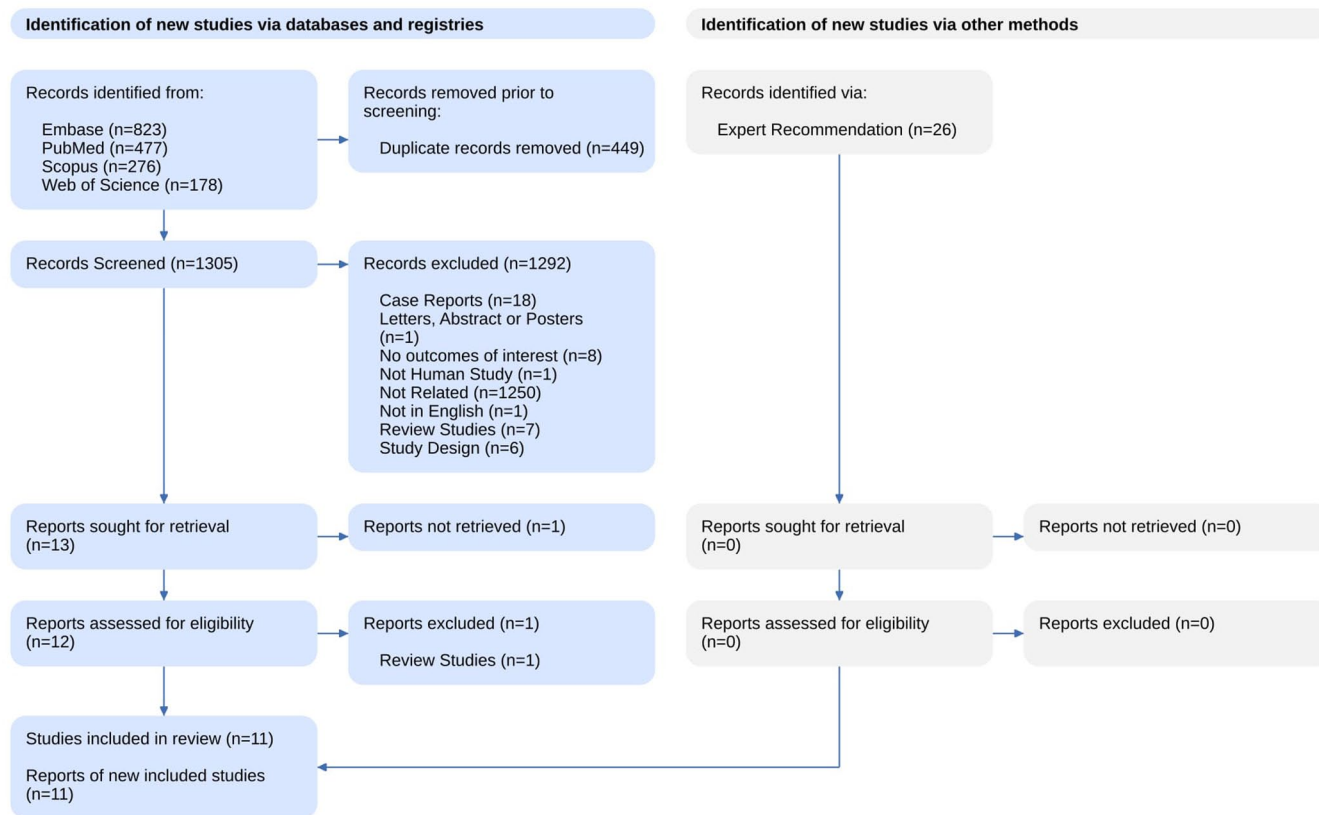 Identification of new studies via databases and registries
Identification of new studies via other methods
Records identified from:
Embase (n=823)
PubMed (n=477)
Scopus (n=276)
Web of Science (n=178)
Records removed prior to
screening:
Duplicate records removed (n=449)
Records identified via:
Expert Recommendation (n=26)
Records Screened (n=1305)
Records excluded (n=1292)
Case Reports (n=18)
Letters, Abstract or Posters
(n=1)
No outcomes of interest (n=8)
Not Human Study (n=1)
Not Related (n=1250)
Not in English (n=1)
Review Studies (n=7)
Study Design (n=6)
Reports sought for retrieval
(n=13)
Reports not retrieved (n=1)
Reports sought for retrieval
(n=0)
Reports not retrieved (n=0)
Reports assessed for eligibility
(n=12)
Reports excluded (n=1)
Review Studies (n=1)
Reports assessed for eligibility
(n=0)
Reports excluded (n=0)
Studies included in review (n=11)
Reports of new included studies
(n=11)